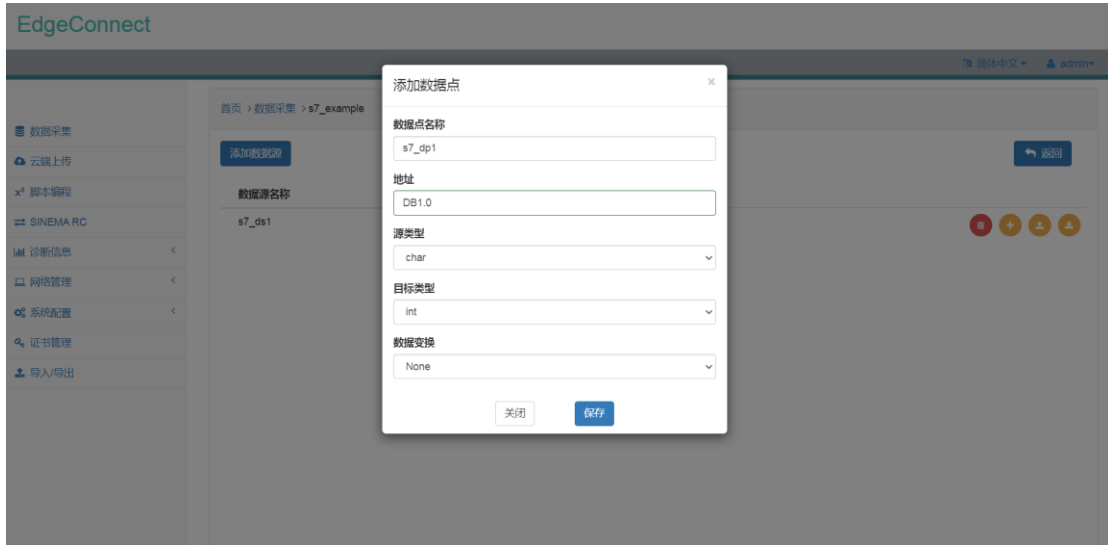 EdgeConnect
简体中文 admin
添加数据点 ×
首页 > 数据采集 > s7_example
数据点名称
数据采集
s7_dp1
添加数据源
返回
云端上传
地址
脚本编程
数据源名称
DB1.0
SINEMA RC
s7_ds1
源类型
诊断信息
char
网络管理
目标类型
系统配置
int
证书管理
数据变换
导入/导出
None
关闭 保存